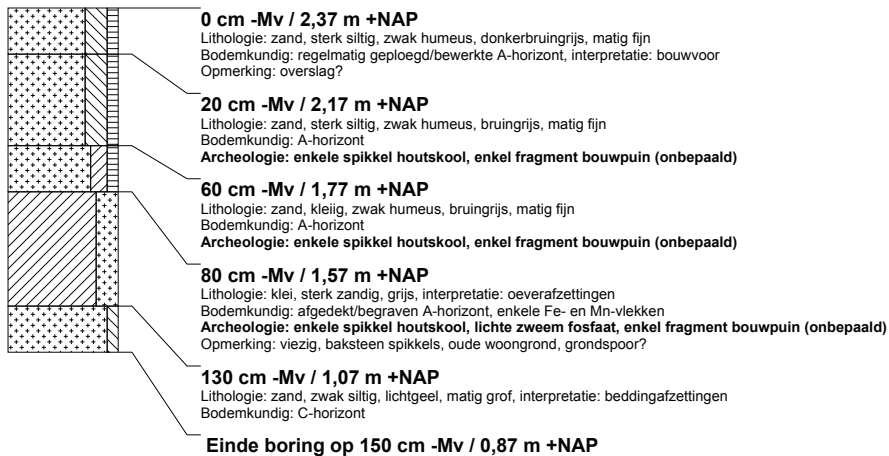 0 cm -Mv / 2,37 m +NAP
Lithologie: zand, sterk siltig, zwak humeus, donkerbruingrijs, matig fijn
Bodemkundig: regelmatig geploegd/bewerkte A-horizont, interpretatie: bouwvoor
Opmerking: overslag?
20 cm -Mv / 2,17 m +NAP
Lithologie: zand, sterk siltig, zwak humeus, bruingrijs, matig fijn
Bodemkundig: A-horizont
Archeologie: enkele spikkel houtskool, enkel fragment bouwpuin (onbepaald)
60 cm -Mv / 1,77 m +NAP
Lithologie: zand, kleiig, zwak humeus, bruingrijs, matig fijn
Bodemkundig: A-horizont
Archeologie: enkele spikkel houtskool, enkel fragment bouwpuin (onbepaald)
80 cm -Mv / 1,57 m +NAP
Lithologie: klei, sterk zandig, grijs, interpretatie: oeverafzettingen
Bodemkundig: afgedekt/begraven A-horizont, enkele Fe- en Mn-vlekken
Archeologie: enkele spikkel houtskool, lichte zweem fosfaat, enkel fragment bouwpuin (onbepaald)
Opmerking: viezig, baksteen spikkels, oude woongrond, grondspoor?
130 cm -Mv / 1,07 m +NAP
Lithologie: zand, zwak siltig, lichtgeel, matig grof, interpretatie: beddingafzettingen
Bodemkundig: C-horizont
Einde boring op 150 cm -Mv / 0,87 m +NAP